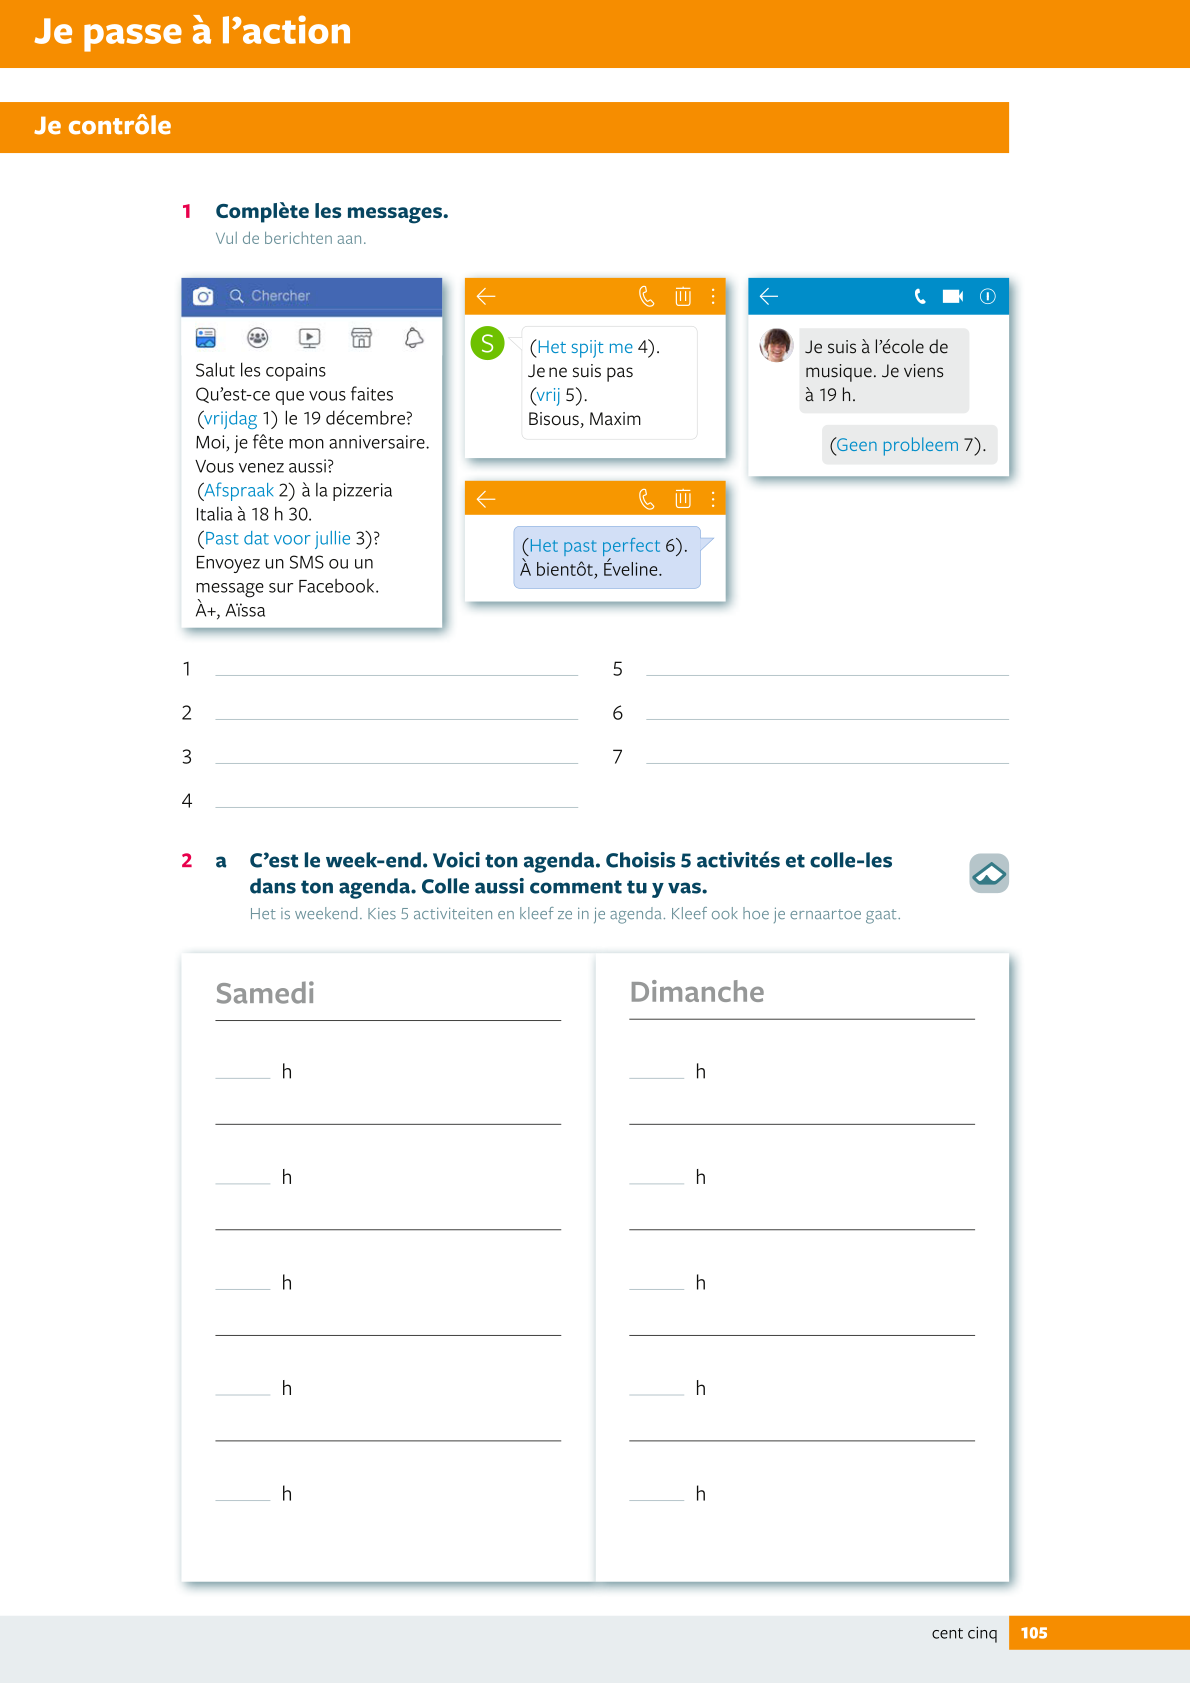 Je passe à l’action
Je contrôle
1 Complète les messages.
Vul de berichten aan.
Chercher
Salut les copains
Qu’est-ce que vous faites
(vrijdag 1) le 19 décembre?
Moi, je fête mon anniversaire.
Vous venez aussi?
(Afspraak 2) à la pizzeria
Italia à 18 h 30.
(Past dat voor jullie 3)?
Envoyez un SMS ou un
message sur Facebook.
À+, Aïssa
S
(Het spijt me 4).
Je ne suis pas
(vrij 5).
Bisous, Maxim
(Het past perfect 6).
À bientôt, Éveline.
Je suis à l’école de
musique. Je viens
à 19 h.
(Geen probleem 7).
1
2
3
4
5
6
7
2 a C’est le week-end. Voici ton agenda. Choisis 5 activités et colle-les
dans ton agenda. Colle aussi comment tu y vas.
Het is weekend. Kies 5 activiteiten en kleef ze in je agenda. Kleef ook hoe je ernaartoe gaat.
Samedi
h
h
h
h
h
Dimanche
h
h
h
h
h
cent cinq 105